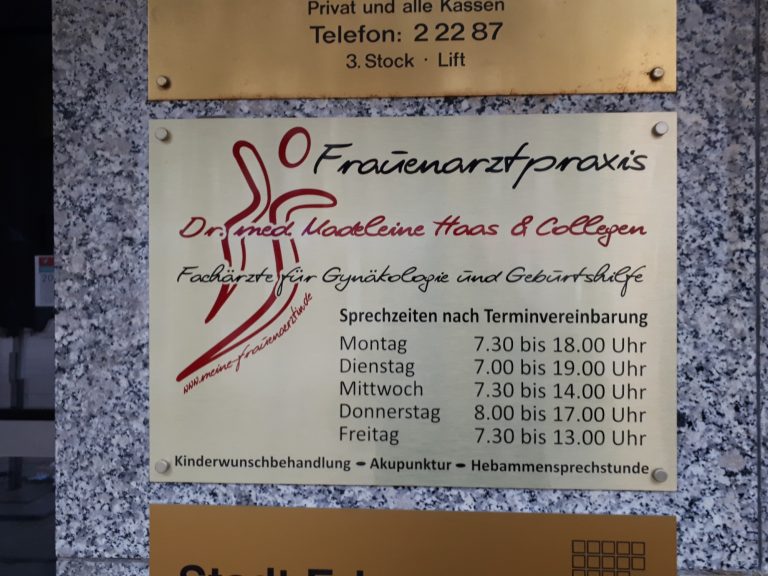 Privat und alle Kassen
Telefon: 2 22 87
3. Stock · Lift
Frauenarztpraxis
Dr. med. Madeleine Haas & Collegen
Fachärzte für Gynäkologie und Geburtshilfe
www.meine-frauenarztin.de
Sprechzeiten nach Terminvereinbarung
Montag 7.30 bis 18.00 Uhr
Dienstag 7.00 bis 19.00 Uhr
Mittwoch 7.30 bis 14.00 Uhr
Donnerstag 8.00 bis 17.00 Uhr
Freitag 7.30 bis 13.00 Uhr
Kinderwunschbehandlung – Akupunktur – Hebammensprechstunde